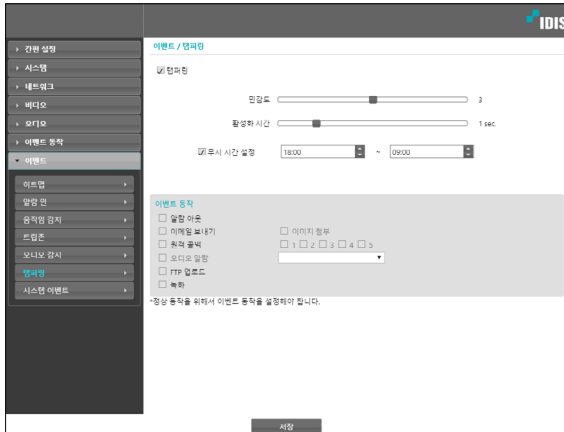 IDIS
간편 설정
시스템
네트워크
비디오
오디오
이벤트 동작
이벤트
히트맵
알람 인
움직임 감지
트립존
오디오 감지
탬퍼링
시스템 이벤트
이벤트 / 탬퍼링
탬퍼링
민감도 3
활성화 시간 1 sec.
무시 시간 설정 18:00 ~ 09:00
이벤트 동작
알람 아웃
이메일 보내기 이미지 첨부
원격 콜백 1 2 3 4 5
오디오 알람
FTP 업로드
녹화
*정상 동작을 위해서 이벤트 동작을 설정해야 합니다.
저장